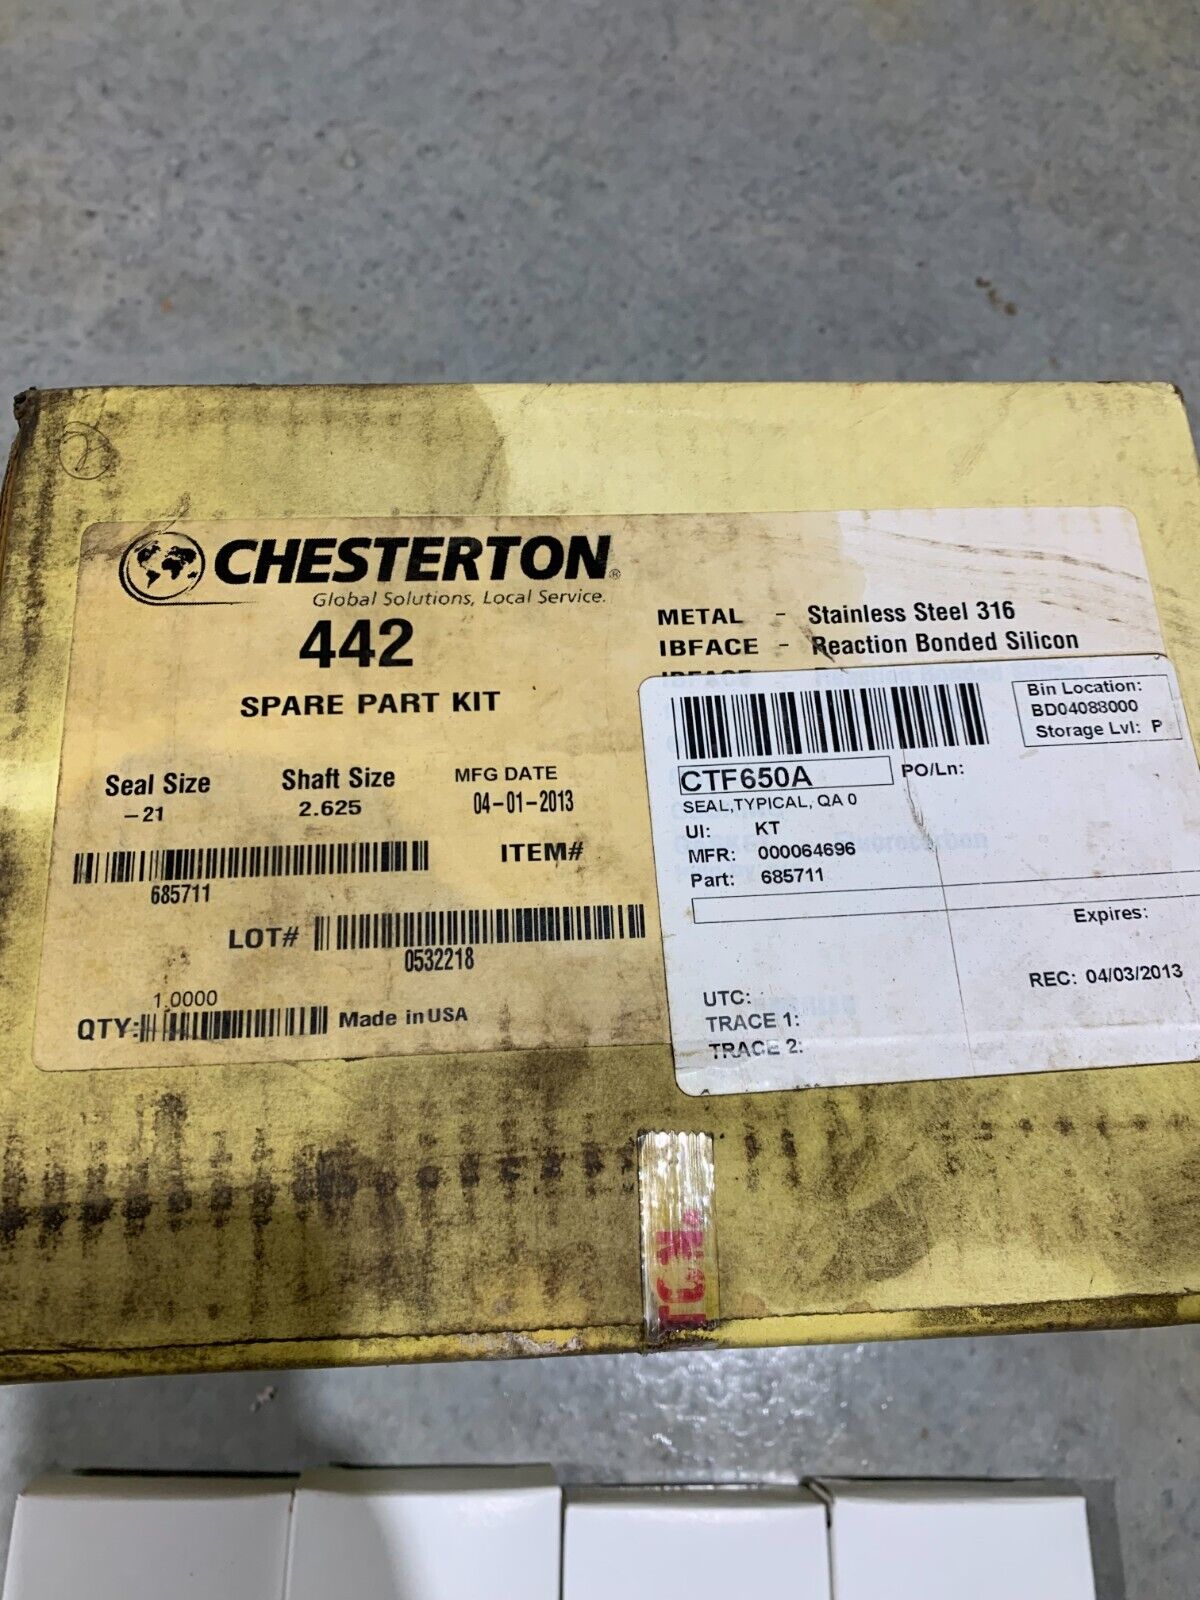 CHESTERTON®
Global Solutions, Local Service.
442
SPARE PART KIT
METAL - Stainless Steel 316
IBFACE - Reaction Bonded Silicon
Seal Size
-21
Shaft Size
2.625
MFG DATE
04-01-2013
685711
ITEM#
LOT#
0532218
1.0000
QTY:
Made in USA
Bin Location:
BD04088000
Storage Lvl: P
CTF650A
PO/Ln:
SEAL,TYPICAL, QA 0
UI: KT
MFR: 000064696
Part: 685711
Expires:
REC: 04/03/2013
UTC:
TRACE 1:
TRACE 2: